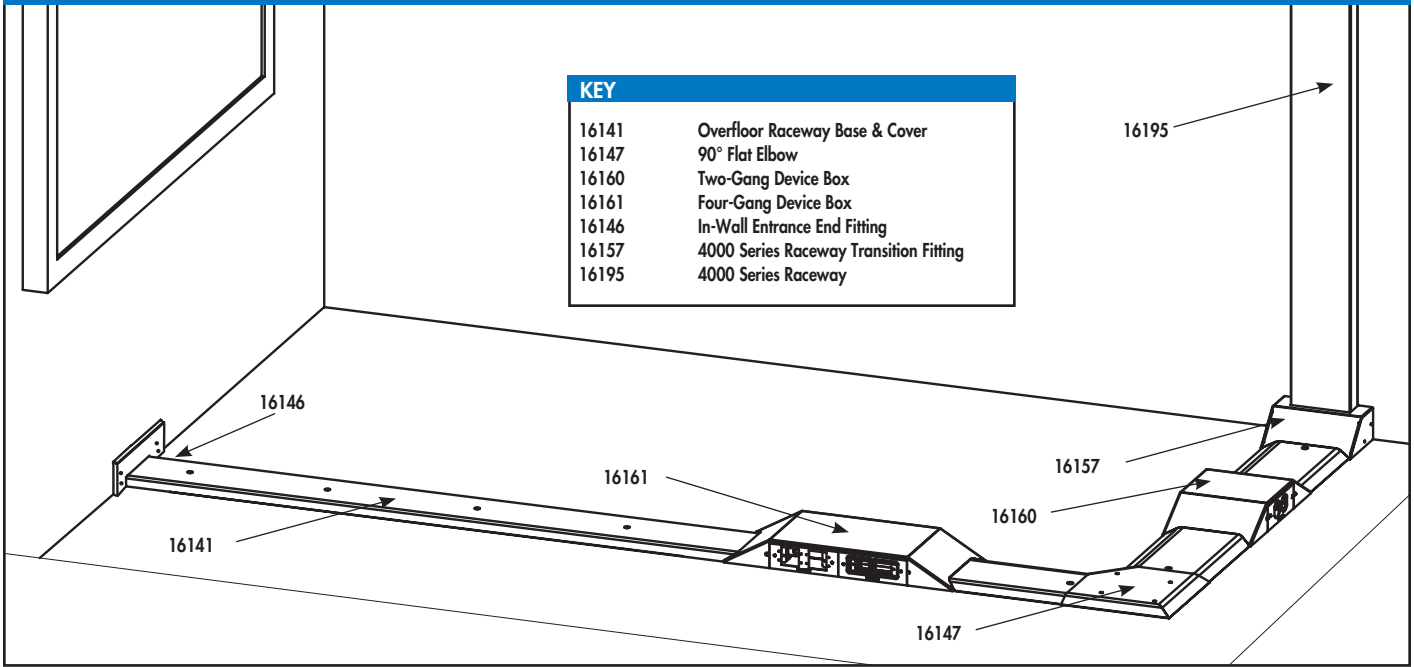 KEY
16141 Overfloor Raceway Base & Cover
16147 90° Flat Elbow
16160 Two-Gang Device Box
16161 Four-Gang Device Box
16146 In-Wall Entrance End Fitting
16157 4000 Series Raceway Transition Fitting
16195 4000 Series Raceway
16195
16146
16161
16157
16160
16141
16147